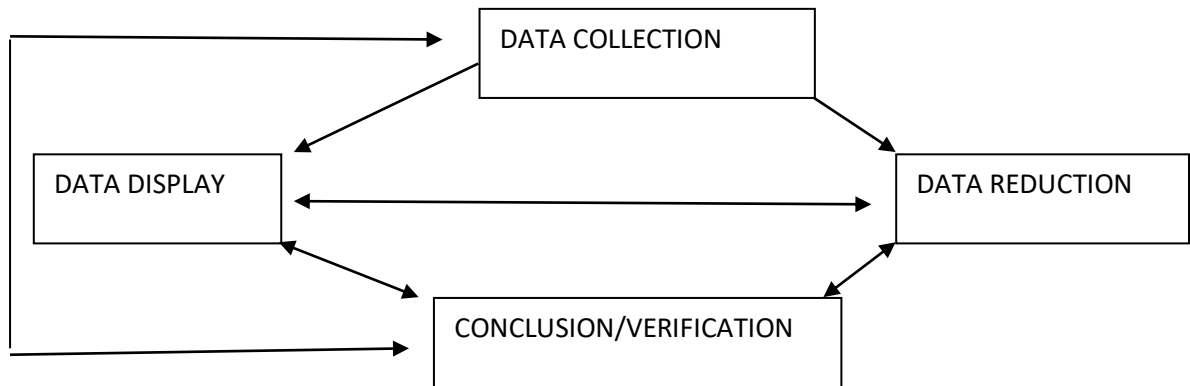 DATA COLLECTION
DATA DISPLAY
DATA REDUCTION
CONCLUSION/VERIFICATION